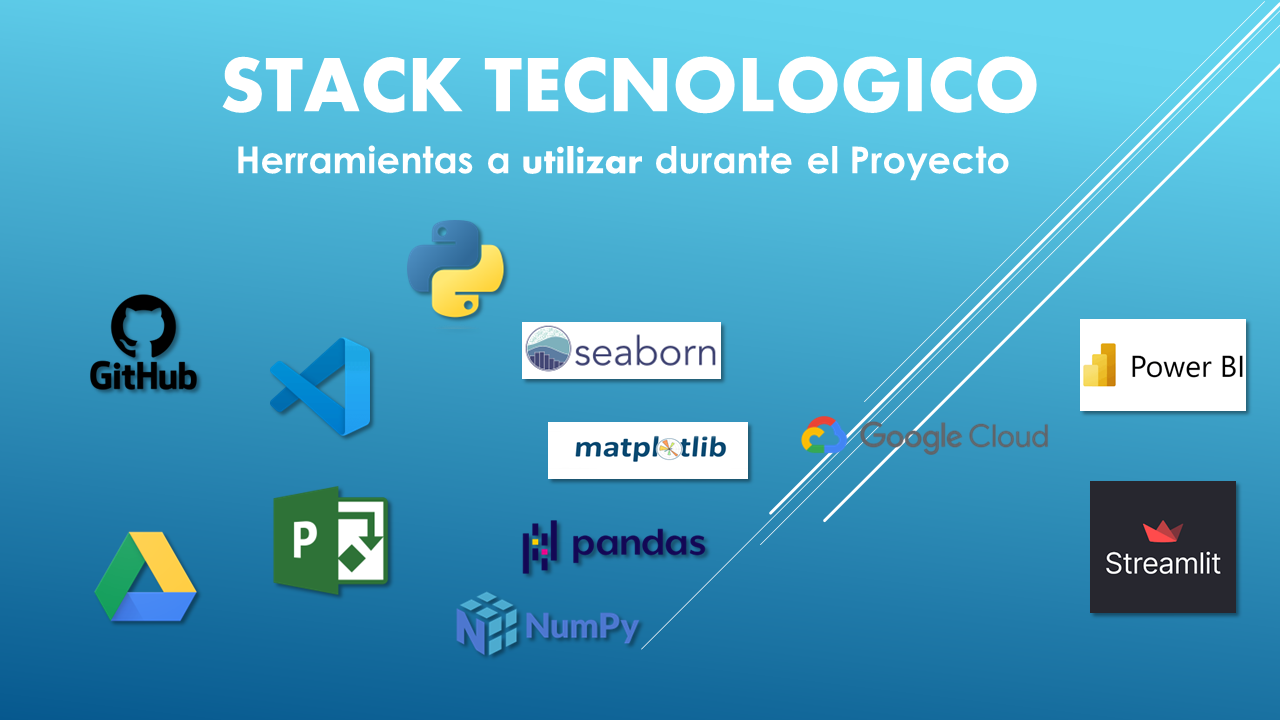 STACK TECNOLOGICO
Herramientas a utilizar durante el Proyecto
GitHub
seaborn
Power BI
matplotlib
Google Cloud
P
pandas
Streamlit
N
NumPy